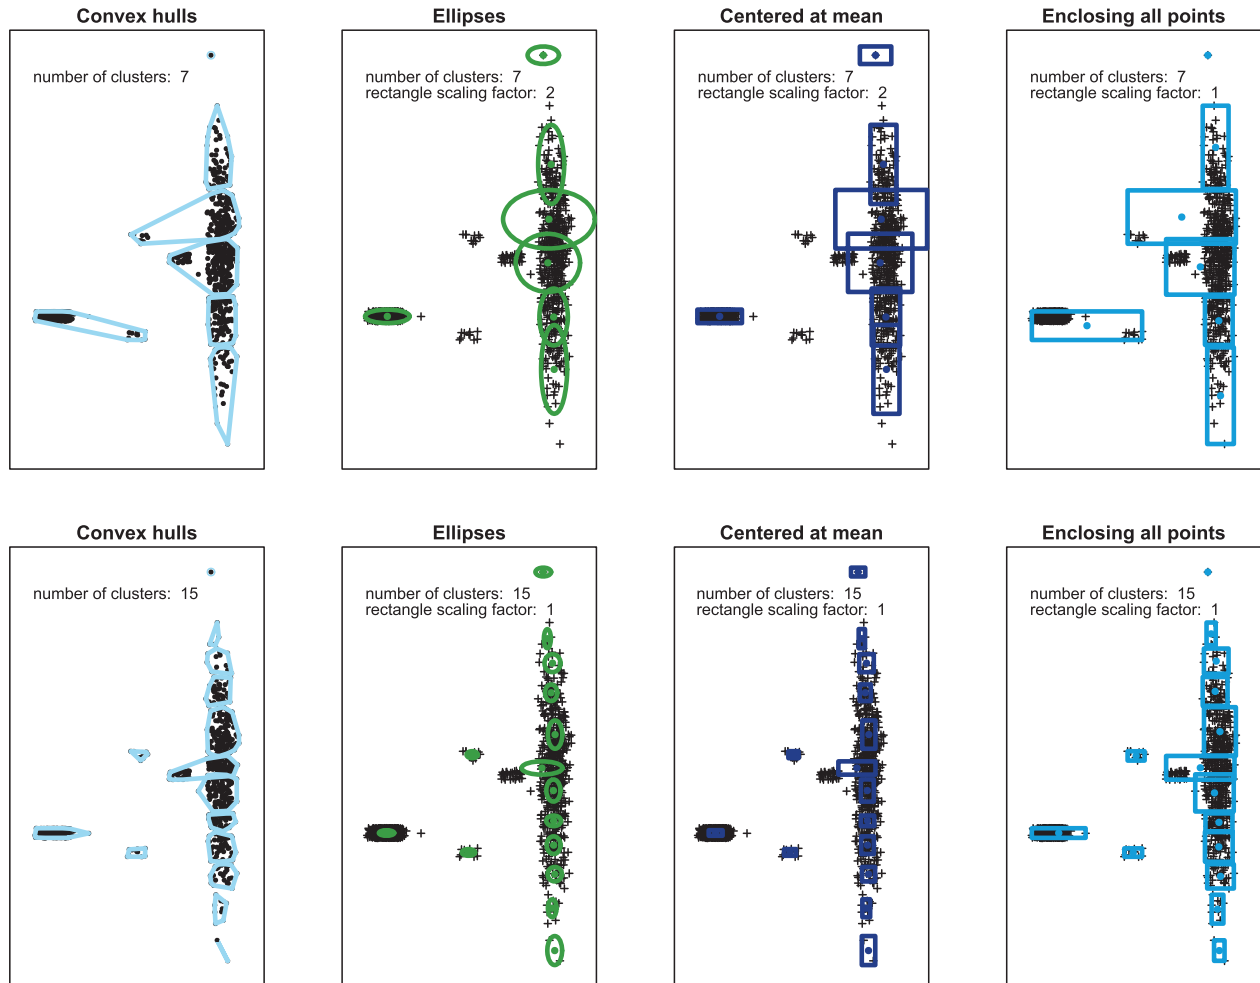 Convex hulls
number of clusters: 7
Ellipses
number of clusters: 7
rectangle scaling factor: 2
Centered at mean
number of clusters: 7
rectangle scaling factor: 2
Enclosing all points
number of clusters: 7
rectangle scaling factor: 1
Convex hulls
number of clusters: 15
Ellipses
number of clusters: 15
rectangle scaling factor: 1
Centered at mean
number of clusters: 15
rectangle scaling factor: 1
Enclosing all points
number of clusters: 15
rectangle scaling factor: 1